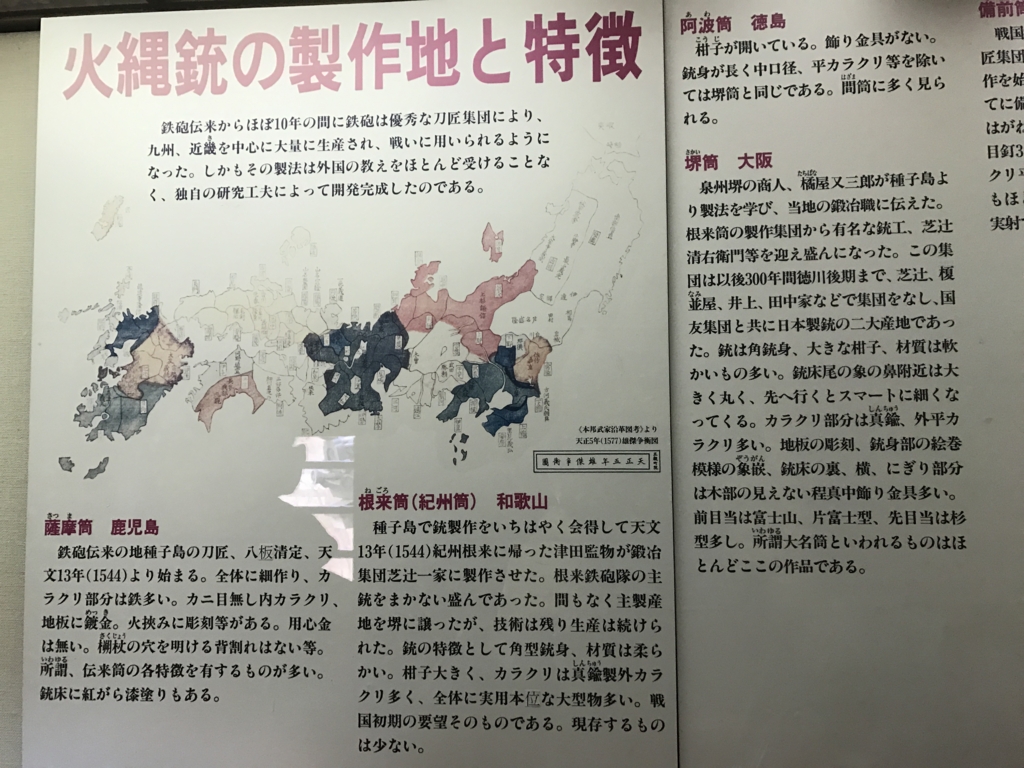 火縄銃の製作地と特徴
鉄砲伝来からほぼ10年の間に鉄砲は優秀な刀匠集団により、
九州、近畿を中心に大量に生産され、戦いに用いられるように
なった。しかもその製法は外国の教えをほとんど受けることな
く、独自の研究工夫によって開発完成したのである。
《本邦武家沿革図考》より
天正5年(1577)雄傑争衡図
天正五年雄傑争衡図
薩摩筒 鹿児島
鉄砲伝来の地種子島の刀匠、八板清定、天
文13年(1544)より始まる。全体に細作り、カ
ラクリ部分は鉄多い。カニ目無し内カラクリ、
地板に鍍金。火挟みに彫刻等がある。用心金
は無い。槊杖の穴を明ける背割れはない等。
所謂、伝来筒の各特徴を有するものが多い。
銃床に紅がら漆塗りもある。
根来筒(紀州筒) 和歌山
種子島で銃製作をいちはやく会得して天文
13年(1544)紀州根来に帰った津田監物が鍛冶
集団芝辻一家に製作させた。根来鉄砲隊の主
銃をまかない盛んであった。間もなく主製産
地を堺に譲ったが、技術は残り生産は続けら
れた。銃の特徴として角型銃身、材質は柔ら
かい。柑子大きく、カラクリは真鍮製外カラ
クリ多く、全体に実用本位な大型物多い。戦
国初期の要望そのものである。現存するもの
は少ない。
阿波筒 徳島
柑子が開いている。飾り金具がない。
銃身が長く中口径、平カラクリ等を除い
ては堺筒と同じである。間筒に多く見ら
れる。
堺筒 大阪
泉州堺の商人、橘屋又三郎が種子島よ
り製法を学び、当地の鍛冶職に伝えた。
根来筒の製作集団から有名な銃工、芝辻
清右衛門等を迎え盛んになった。この集
団は以後300年間徳川後期まで、芝辻、榎
並屋、井上、田中家などで集団をなし、国
友集団と共に日本製銃の二大産地であっ
た。銃は角銃身、大きな柑子、材質は軟
かいもの多い。銃床尾の象の鼻附近は大
きく丸く、先へ行くとスマートに細くな
ってくる。カラクリ部分は真鍮、外平カ
ラクリ多い。地板の彫刻、銃身部の絵巻
模様の象嵌、銃床の裏、横、にぎり部分
は木部の見えない程真中飾り金具多い。
前目当は富士山、片富士型、先目当は杉
型多し。所謂大名筒といわれるものはほ
とんどここの作品である。
備前筒
戦国
匠集団
作を始
てに備
はがね
目釘3
クリ平
もほと
実射す